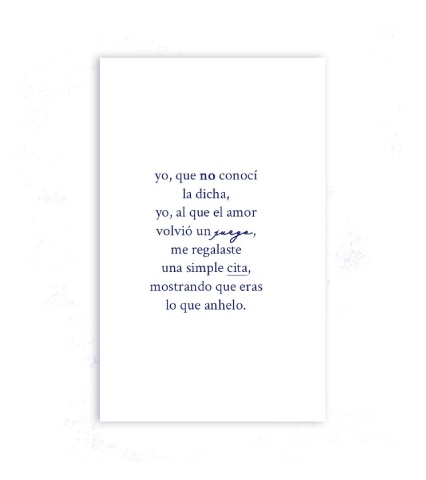 yo, que no conocí
la dicha,
yo, al que el amor
volvió un juego,
me regalaste
una simple cita,
mostrando que eras
lo que anhelo.